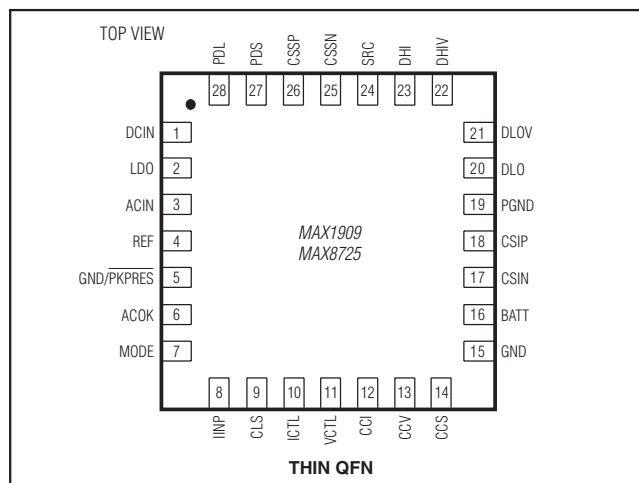 TOP VIEW
PDL
PDS
CSSP
CSSN
SRC
DHI
DHIV
28 27 26 25 24 23 22
DCIN 1
LDO 2
ACIN 3
REF 4
GND/PKPRES 5
ACOK 6
MODE 7
MAX1909
MAX8725
21 DLOV
20 DLO
19 PGND
18 CSIP
17 CSIN
16 BATT
15 GND
8 9 10 11 12 13 14
IINP
CLS
ICTL
VCTL
CCI
CCV
CCS
THIN QFN